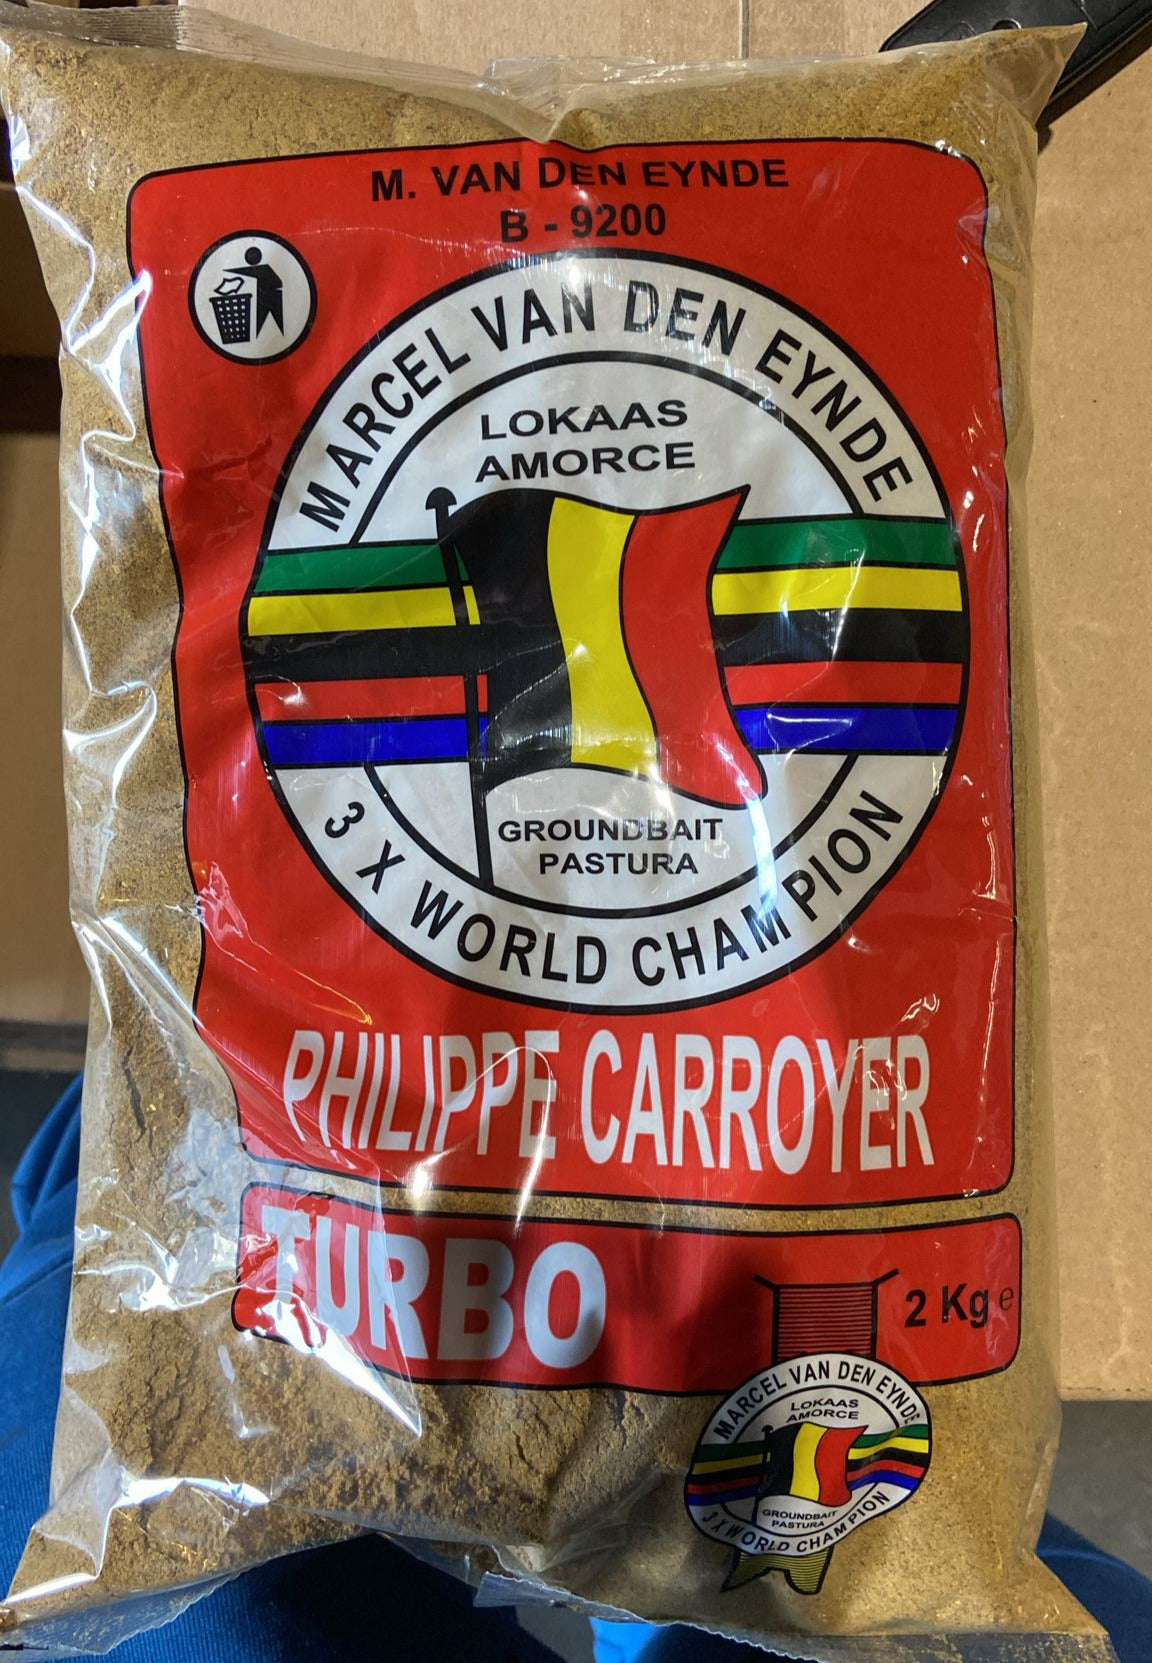 M. VAN DEN EYNDE
B - 9200
MARCEL VAN DEN EYNDE
LOKAAS
AMORCE
GROUNDBAIT
PASTURA
3 X WORLD CHAMPION
PHILIPPE CARROYER
TURBO
2 Kg e
MARCEL VAN DEN EYNDE
LOKAAS
AMORCE
GROUNDBAIT
PASTURA
3 X WORLD CHAMPION